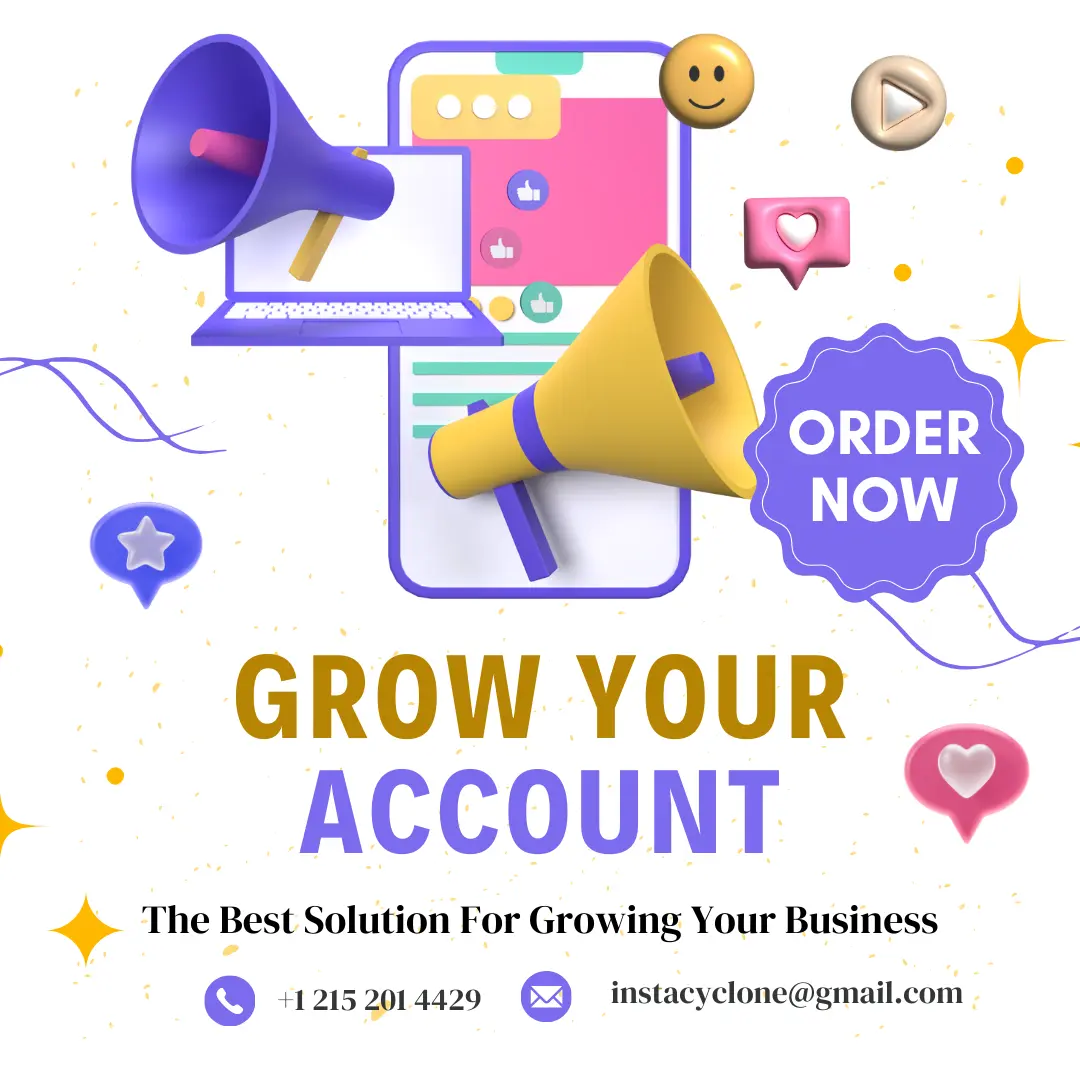 ORDER
NOW
GROW YOUR
ACCOUNT
The Best Solution For Growing Your Business
+1 215 201 4429
instacyclone@gmail.com